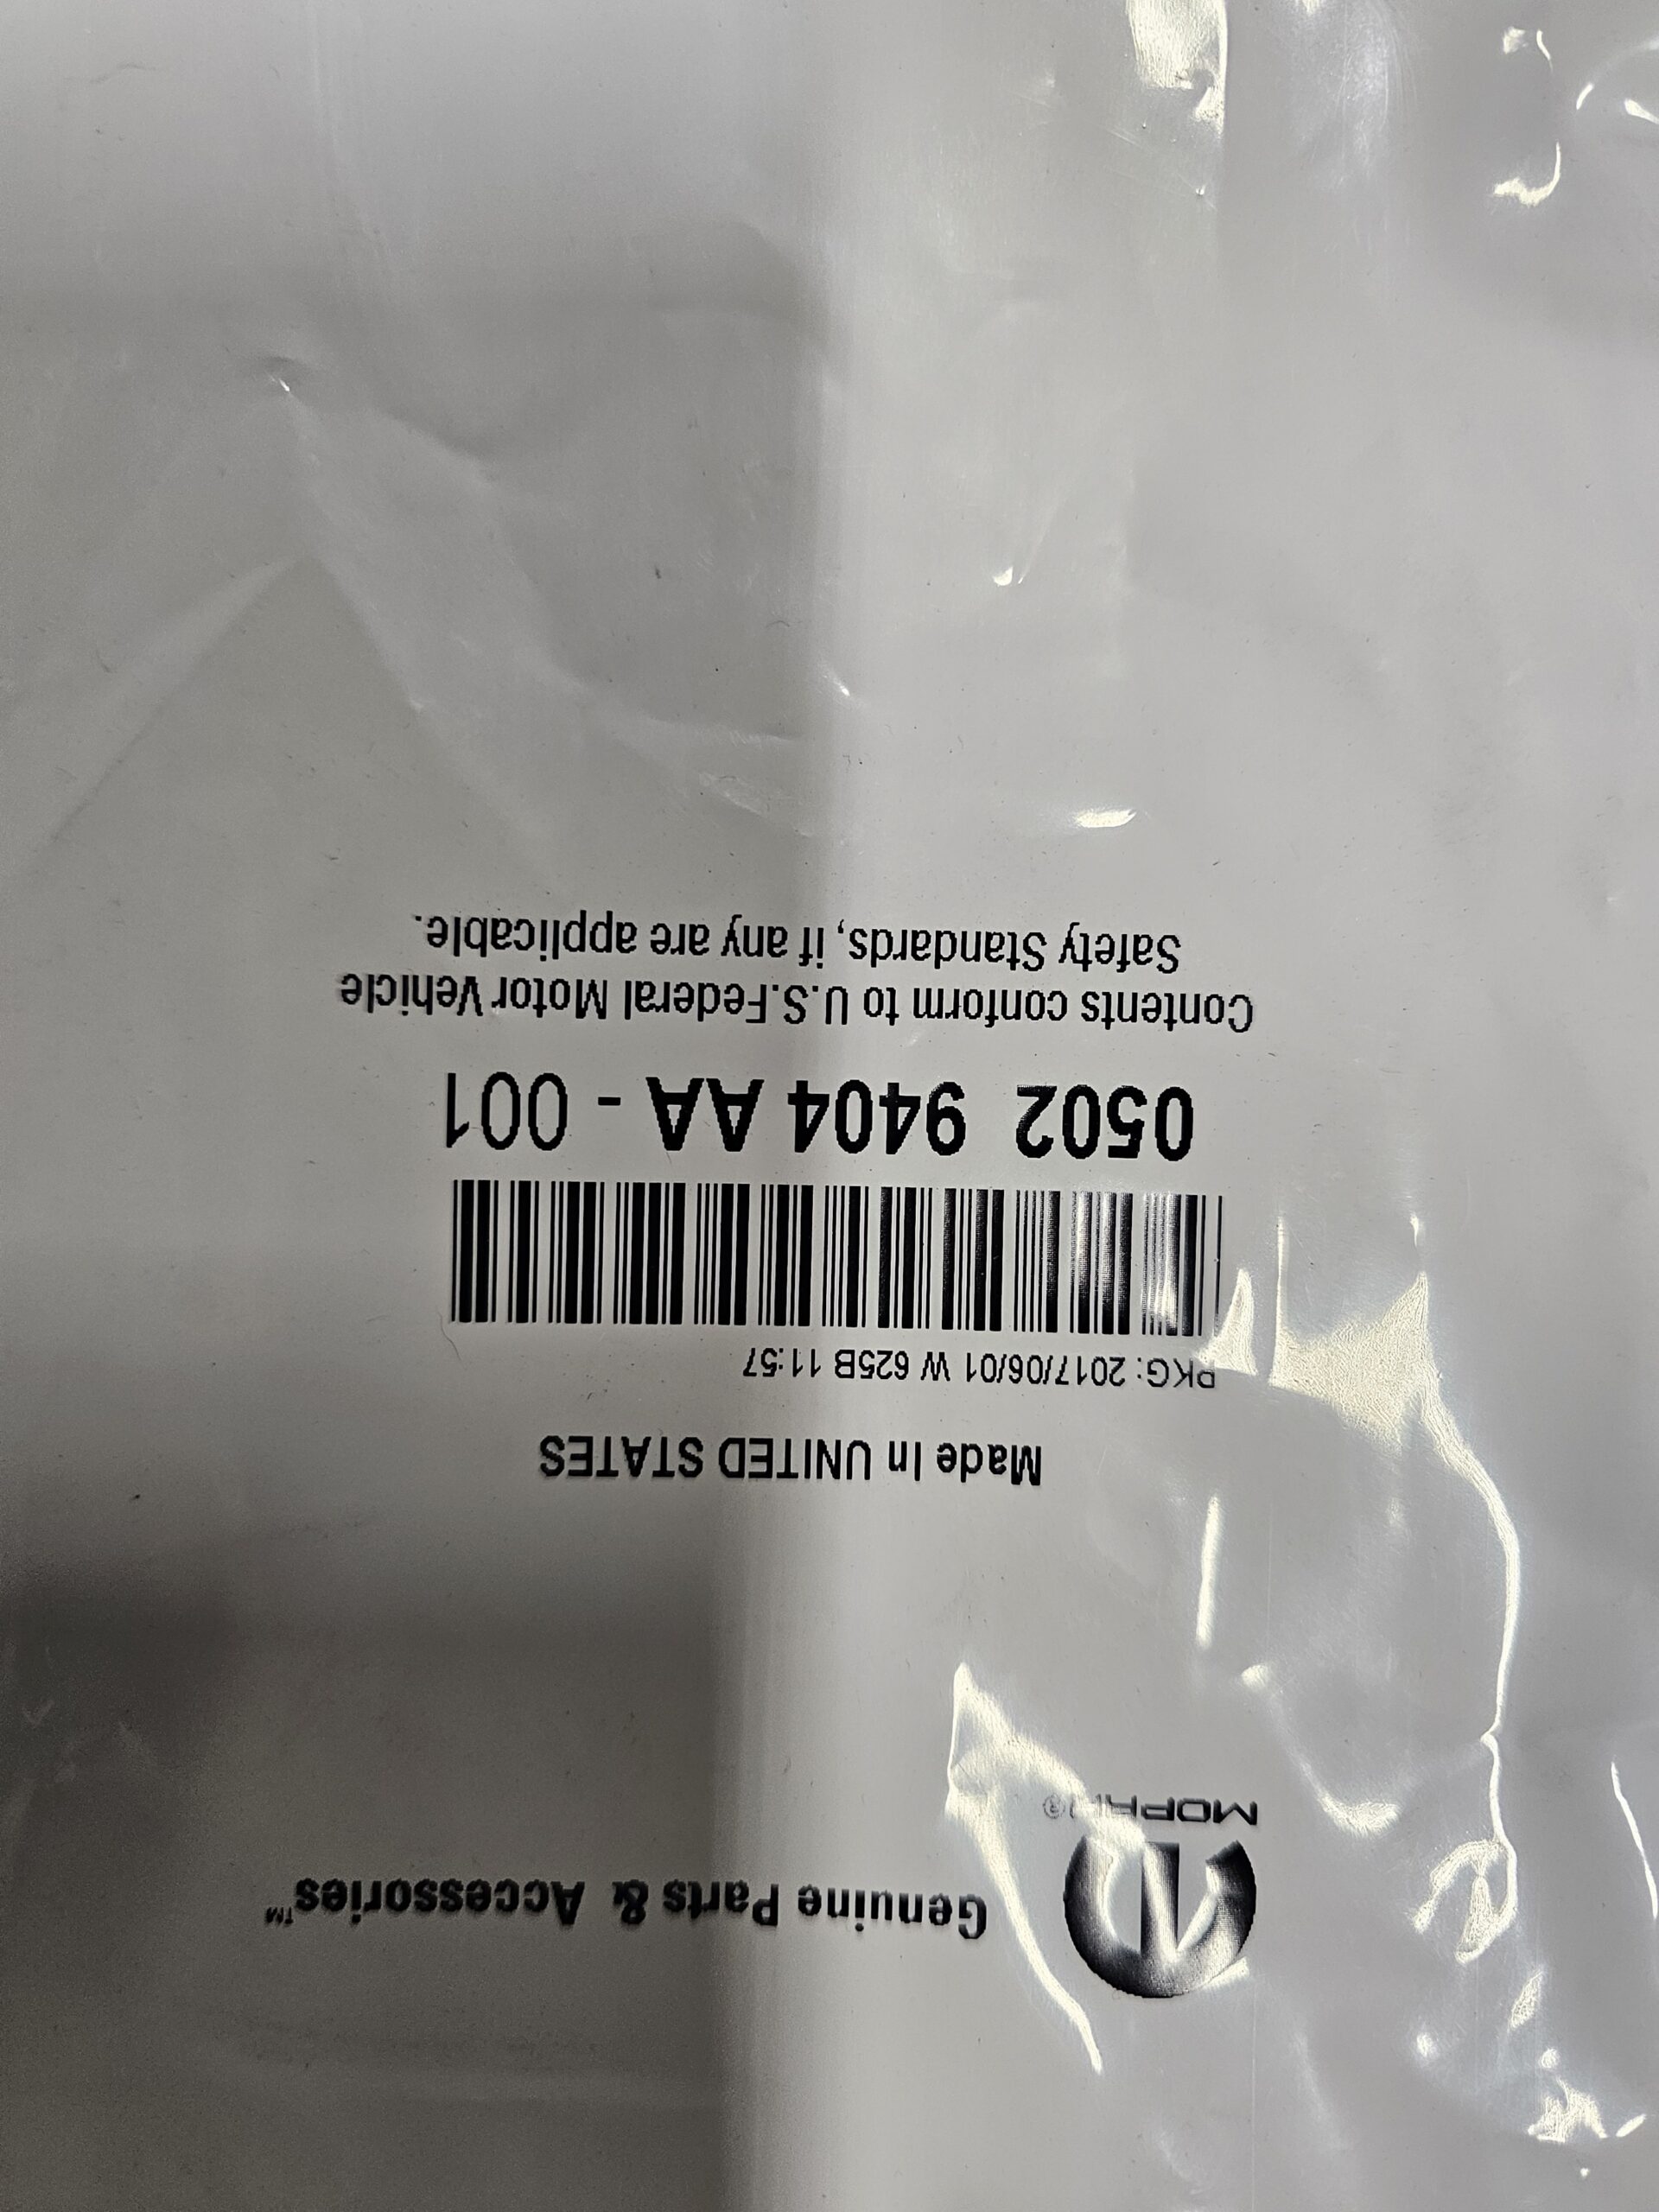 MOPAR®
Genuine Parts & Accessories™
Made In UNITED STATES
PKG: 2017/06/01 W 625B 11:57
0502 9404 AA - 001
Contents conform to U.S.Federal Motor Vehicle
Safety Standards, if any are applicable.